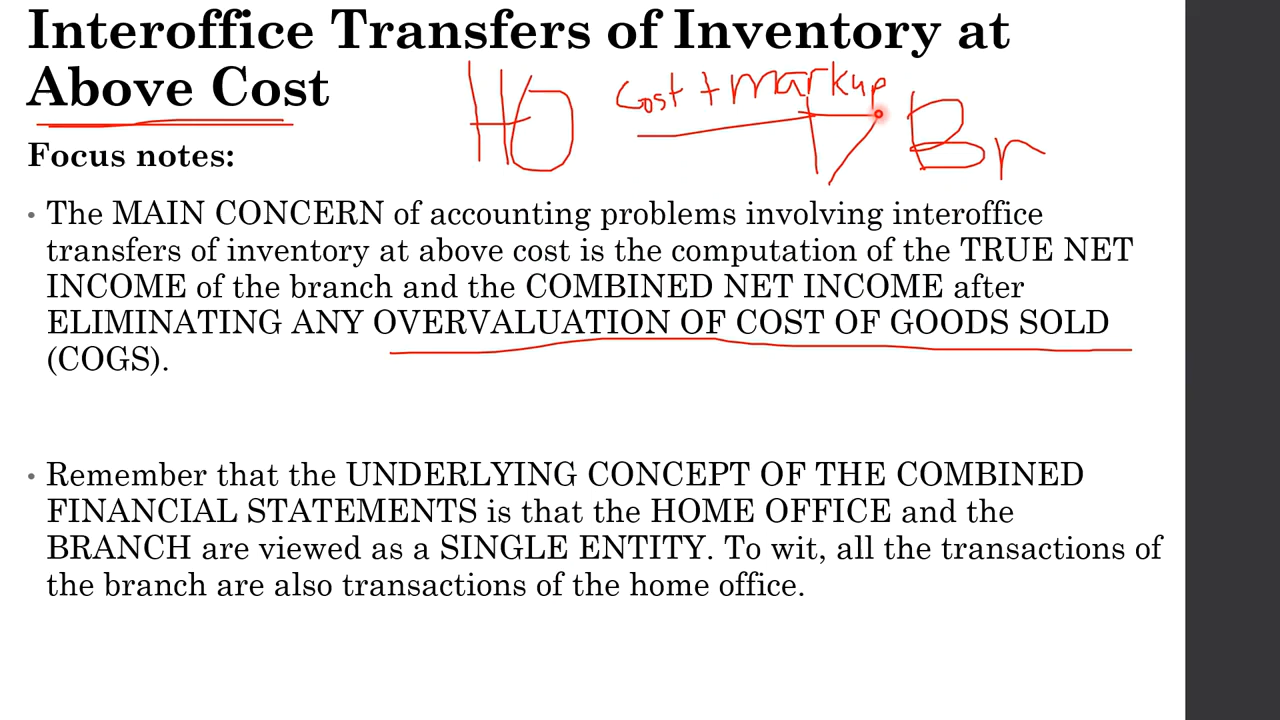 Interoffice Transfers of Inventory at
Above Cost
HO cost + markup Br
Focus notes:
• The MAIN CONCERN of accounting problems involving interoffice
transfers of inventory at above cost is the computation of the TRUE NET
INCOME of the branch and the COMBINED NET INCOME after
ELIMINATING ANY OVERVALUATION OF COST OF GOODS SOLD
(COGS).
• Remember that the UNDERLYING CONCEPT OF THE COMBINED
FINANCIAL STATEMENTS is that the HOME OFFICE and the
BRANCH are viewed as a SINGLE ENTITY. To wit, all the transactions of
the branch are also transactions of the home office.